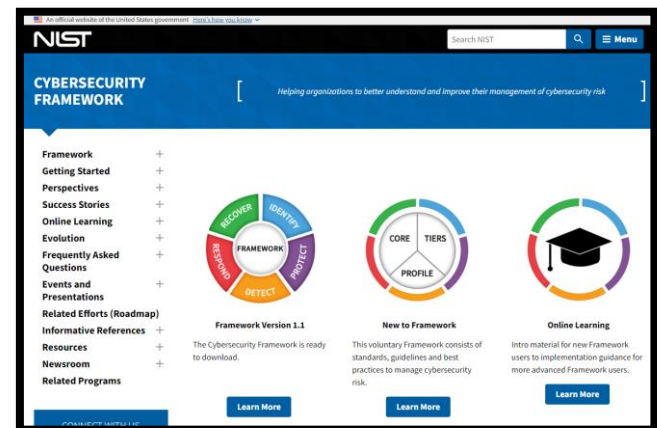 An official website of the United States government Here's how you know
NIST
Search NIST
Menu
CYBERSECURITY
FRAMEWORK
[ Helping organizations to better understand and improve their management of cybersecurity risk ]
Framework +
Getting Started +
Perspectives +
Success Stories +
Online Learning +
Evolution +
Frequently Asked +
Questions
Events and +
Presentations
Related Efforts (Roadmap)
Informative References +
Resources +
Newsroom +
Related Programs
CONNECT WITH US
RECOVER
IDENTIFY
PROTECT
DETECT
RESPOND
FRAMEWORK
Framework Version 1.1
The Cybersecurity Framework is ready
to download.
Learn More
CORE
TIERS
PROFILE
New to Framework
This voluntary Framework consists of
standards, guidelines and best
practices to manage cybersecurity
risk.
Learn More
Online Learning
Intro material for new Framework
users to implementation guidance for
more advanced Framework users.
Learn More